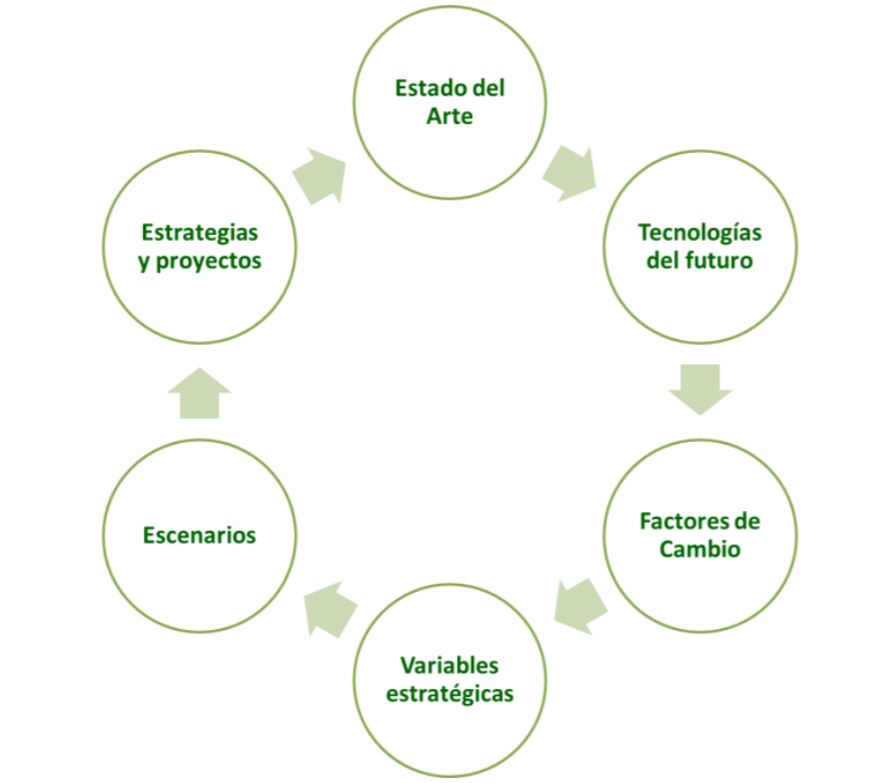 Estado del
Arte
Tecnologías
del futuro
Factores de
Cambio
Variables
estratégicas
Escenarios
Estrategias
y proyectos